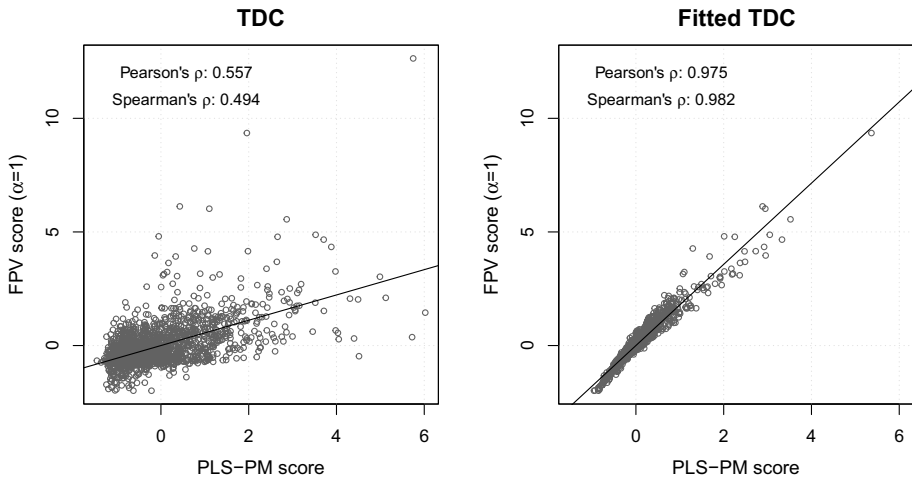 TDC
Pearson's ρ: 0.557
Spearman's ρ: 0.494
FPV score (α=1)
10
5
0
0
2
4
6
PLS−PM score
Fitted TDC
Pearson's ρ: 0.975
Spearman's ρ: 0.982
FPV score (α=1)
10
5
0
0
2
4
6
PLS−PM score